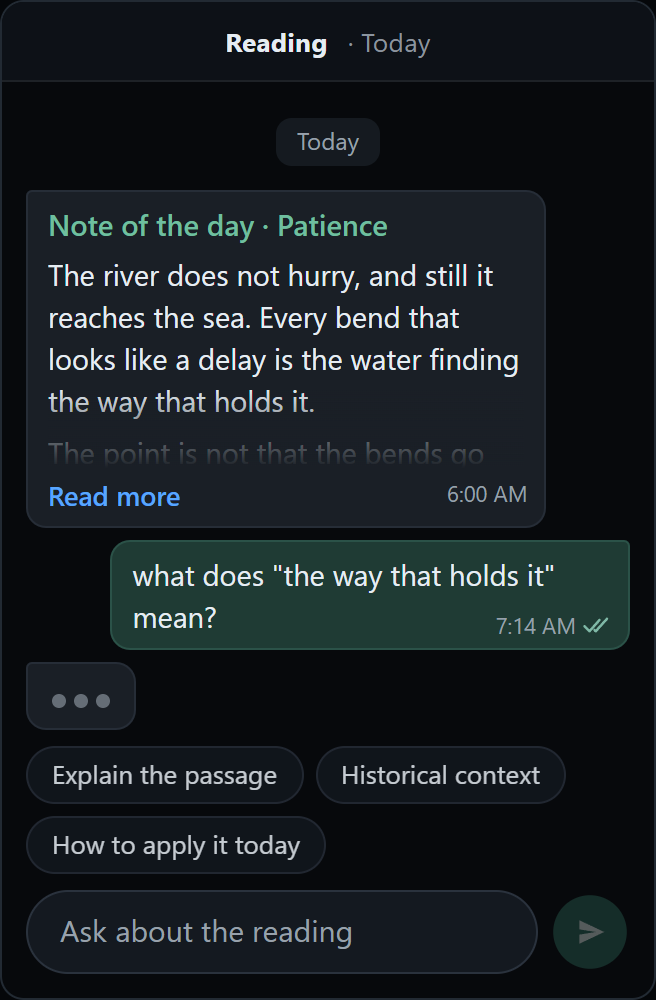 Reading · Today
Today
Note of the day · Patience
The river does not hurry, and still it
reaches the sea. Every bend that
looks like a delay is the water finding
the way that holds it.
The point is not that the bends go
Read more 6:00 AM
what does "the way that holds it"
mean? 7:14 AM
Explain the passage Historical context
How to apply it today
Ask about the reading